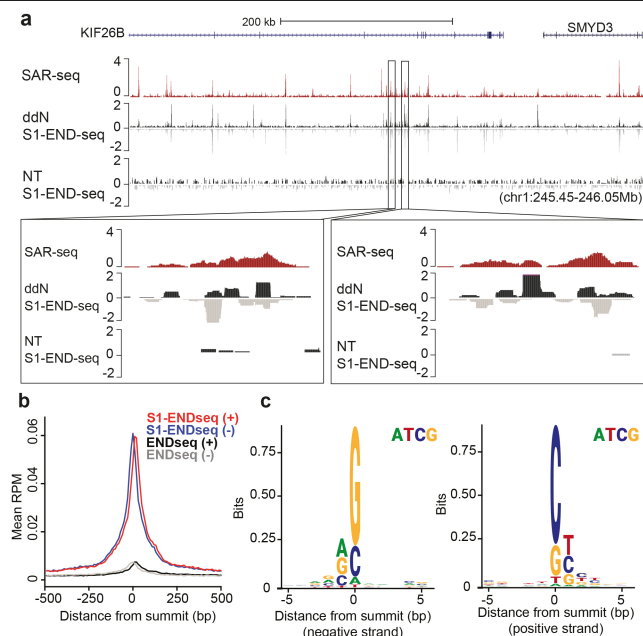 a
200 kb
KIF26B
SMYD3
SAR-seq
4
0
ddN
S1-END-seq
2
0
-2
NT
S1-END-seq
2
0
-2
(chr1:245.45-246.05Mb)
SAR-seq
4
0
ddN
S1-END-seq
2
0
-2
NT
S1-END-seq
2
0
-2
SAR-seq
4
0
ddN
S1-END-seq
2
0
-2
NT
S1-END-seq
2
0
-2
b
S1-ENDseq (+)
S1-ENDseq (-)
ENDseq (+)
ENDseq (-)
Mean RPM
0.06
0.04
0.02
0
-500
-250
0
250
500
Distance from summit (bp)
c
ATCG
Bits
0.75
0.50
0.25
0
G
A
G
C
C
A
-5
0
5
Distance from summit (bp)
(negative strand)
ATCG
Bits
0.75
0.50
0.25
0
C
G
T
T
C
G
-5
0
5
Distance from summit (bp)
(positive strand)